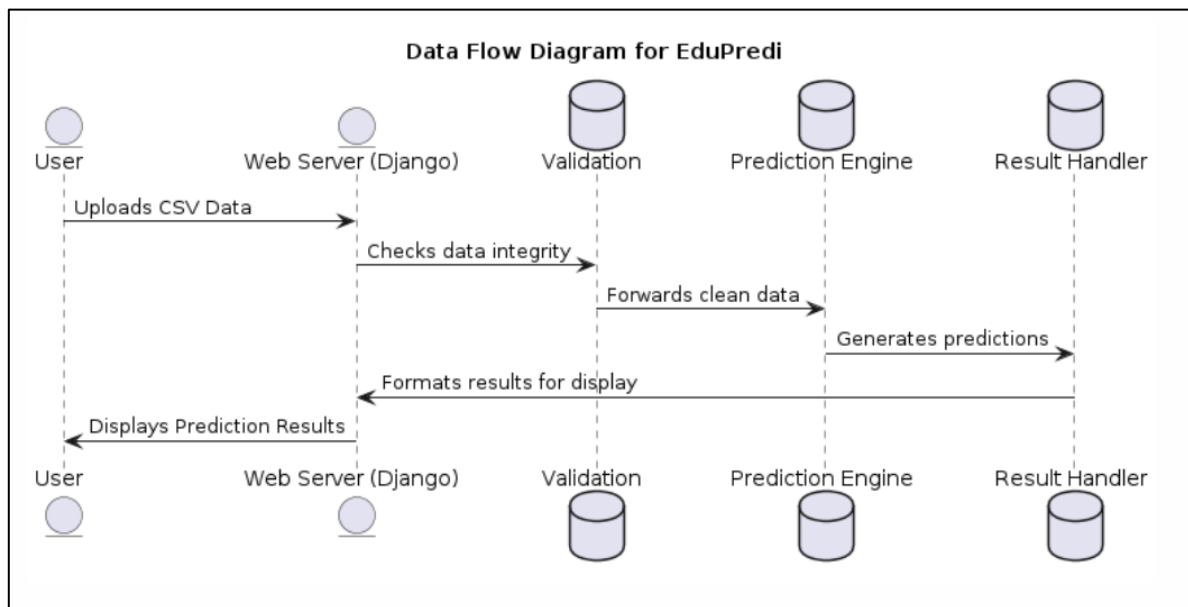 Data Flow Diagram for EduPredi
User Web Server (Django) Validation Prediction Engine Result Handler
Uploads CSV Data
Checks data integrity
Forwards clean data
Generates predictions
Formats results for display
Displays Prediction Results
User Web Server (Django) Validation Prediction Engine Result Handler